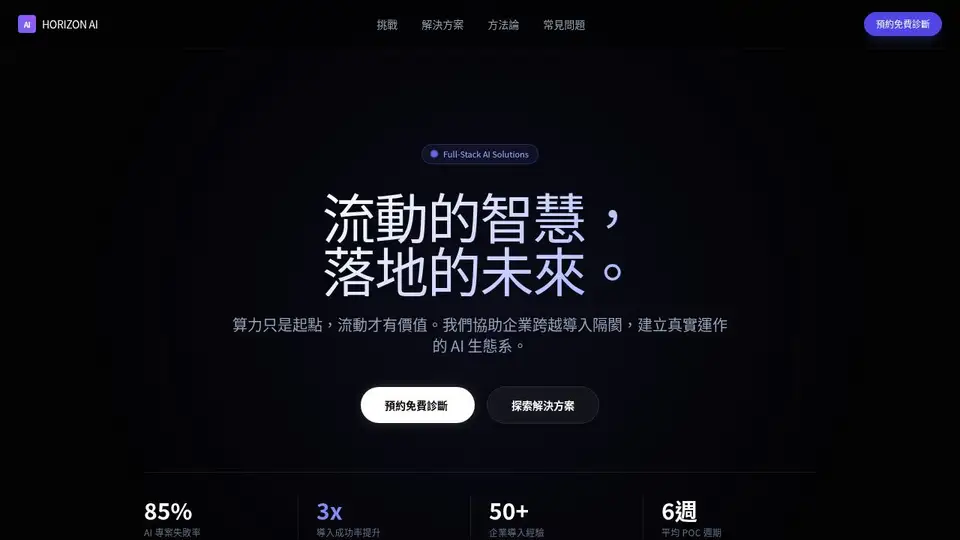 AI HORIZON AI
挑戰 解決方案 方法論 常見問題
預約免費診斷
Full-Stack AI Solutions
流動的智慧，
落地的未來。
算力只是起點，流動才有價值。我們協助企業跨越導入隔閡，建立真實運作
的 AI 生態系。
預約免費診斷 探索解決方案
85% 3x 50+ 6週
AI 專案失敗率 導入成功率提升 企業導入經驗 平均 POC 週期